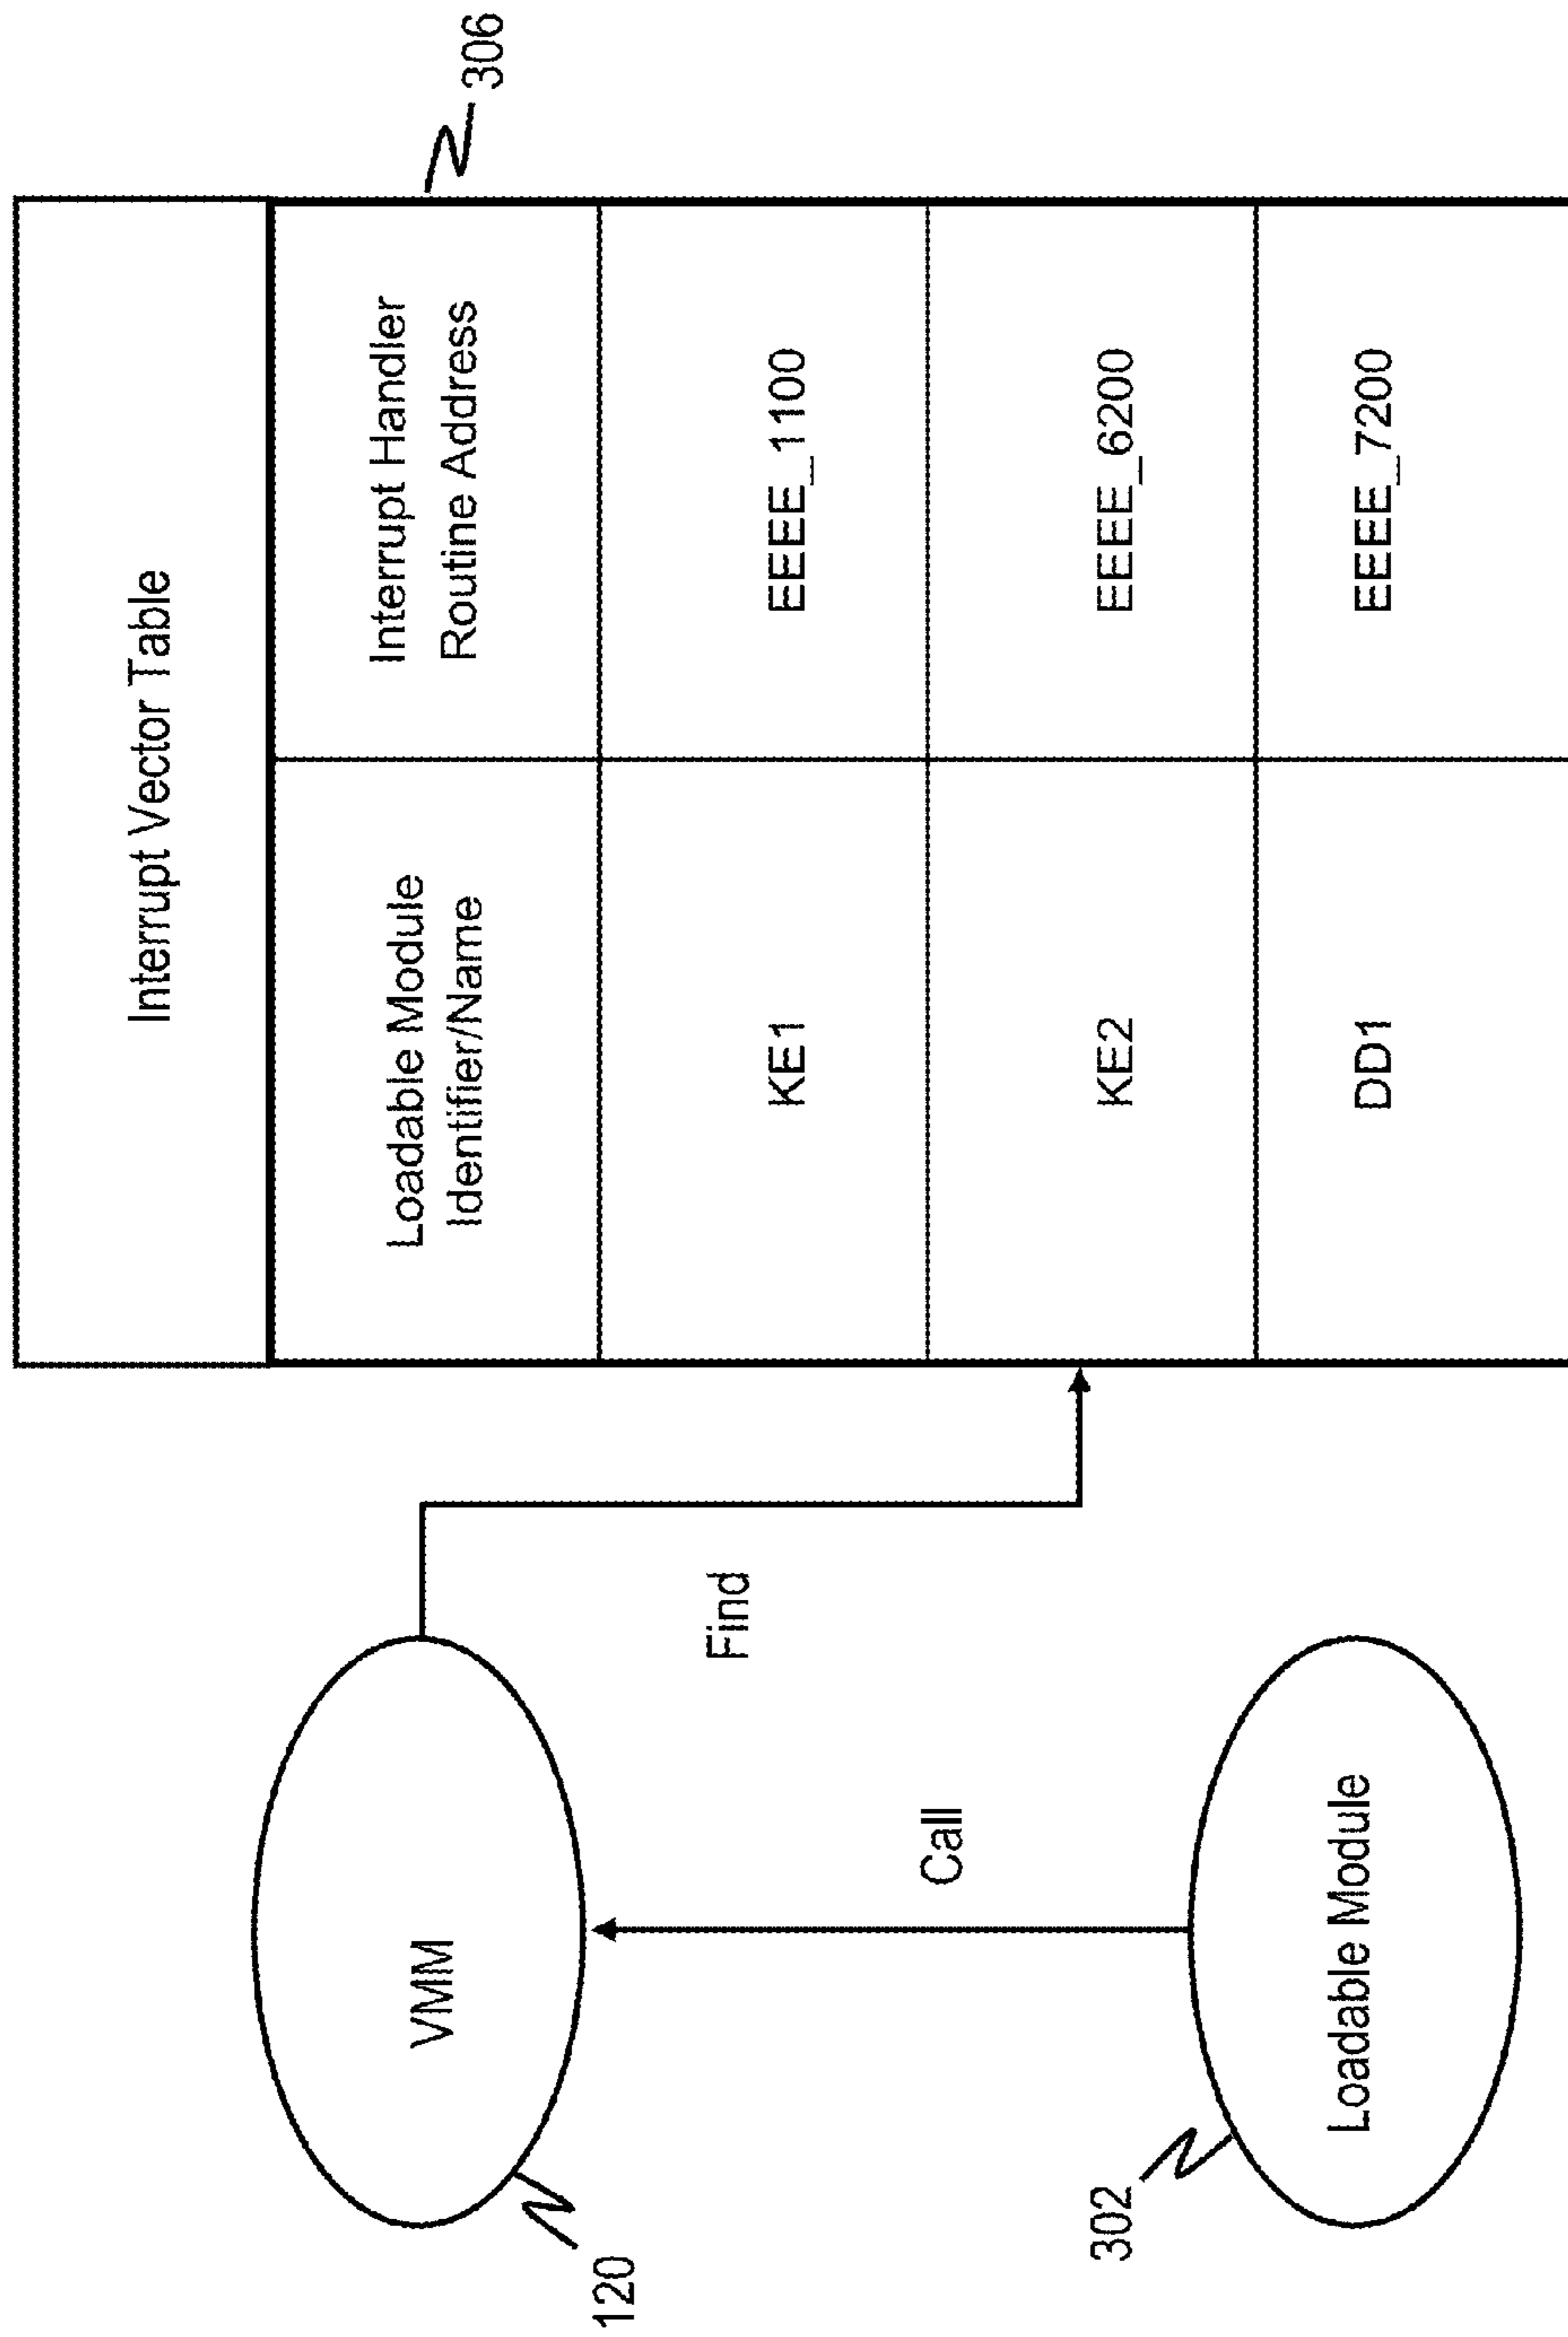 Interrupt Vector Table
Loadable Module
Identifier/Name
Interrupt Handler
Routine Address
306
KE1
EEEE_1100
KE2
EEEE_6200
DD1
EEEE_7200
VMM
120
Find
Call
302
Loadable Module